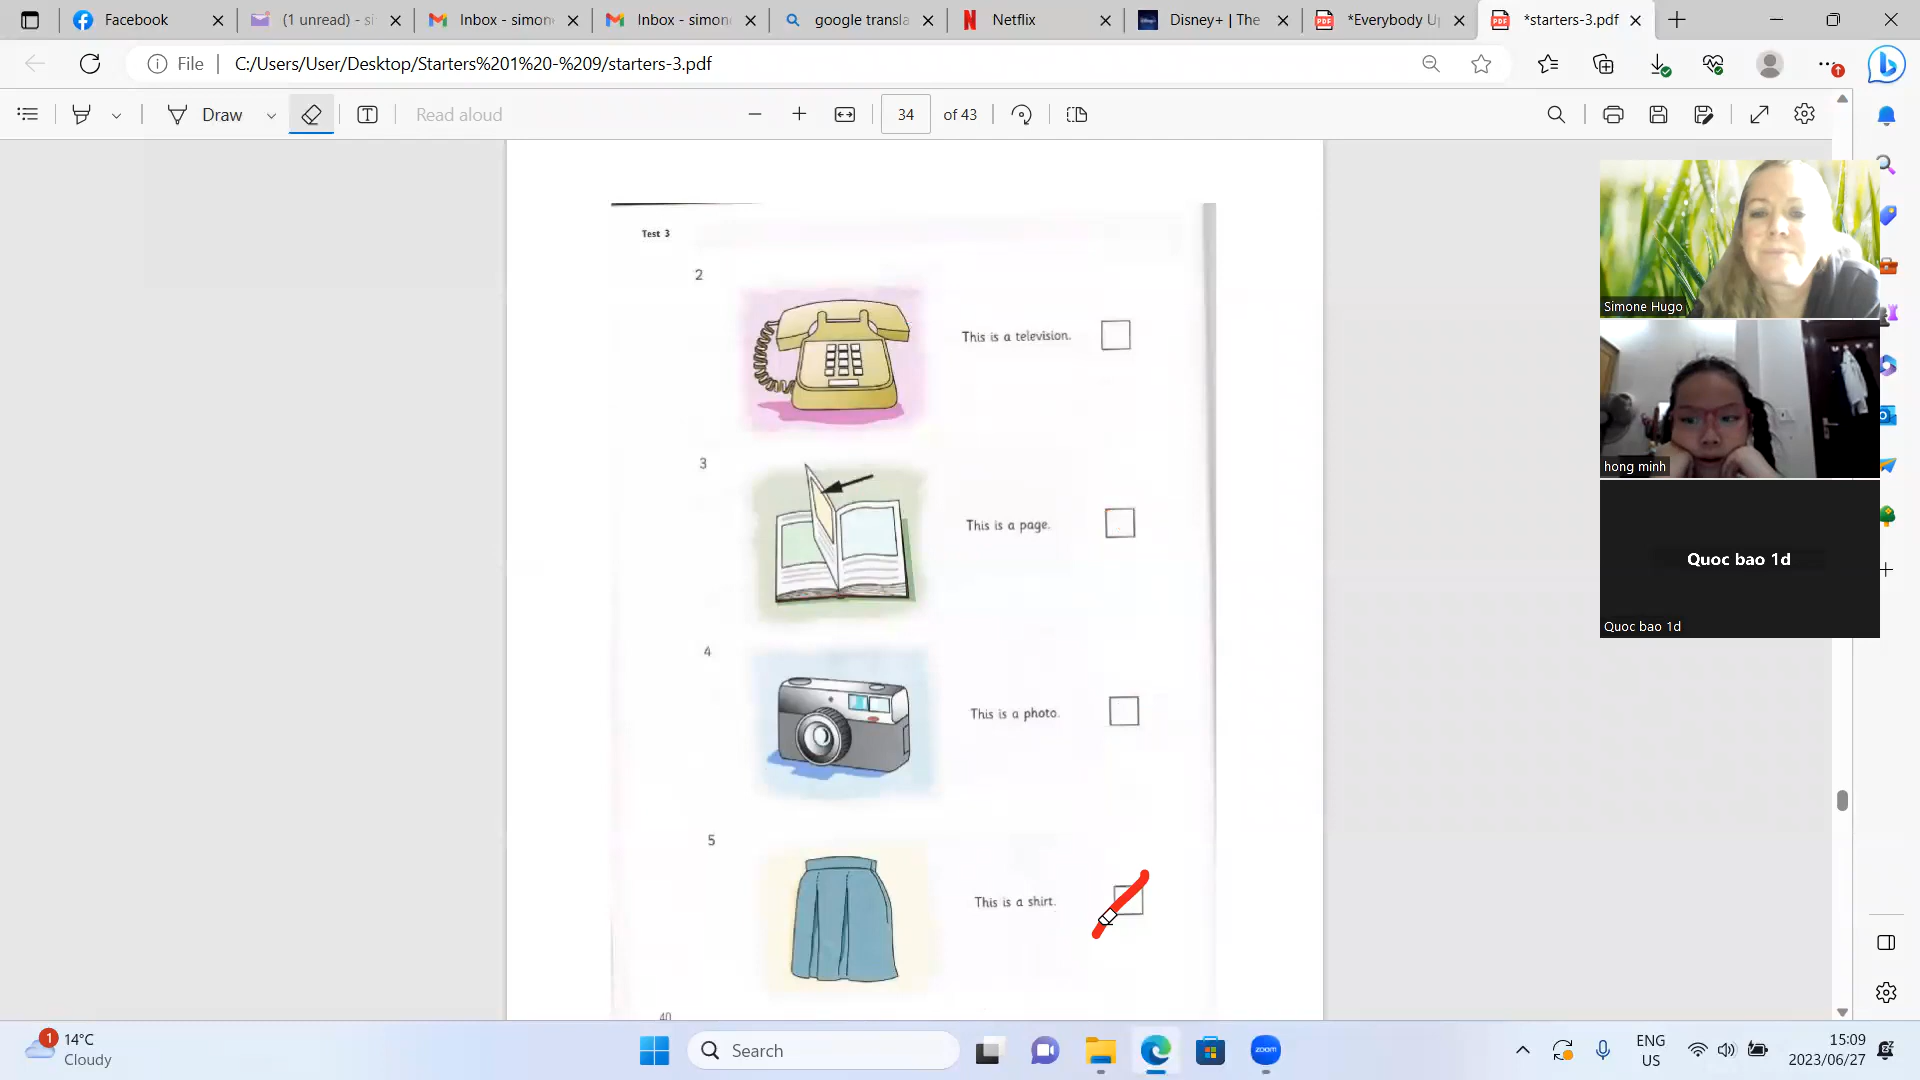 Facebook
(1 unread) - si
Inbox - simon
Inbox - simon
google transla
Netflix
Disney+ | The
*Everybody U
*starters-3.pdf
File
C:/Users/User/Desktop/Starters%201%20-%209/starters-3.pdf
Draw
Read aloud
34
of 43
Test 3
2
This is a television.
3
This is a page.
4
This is a photo.
5
This is a shirt.
40
Simone Hugo
hong minh
Quoc bao 1d
Quoc bao 1d
1
14°C
Cloudy
Search
zoom
ENG
US
15:09
2023/06/27